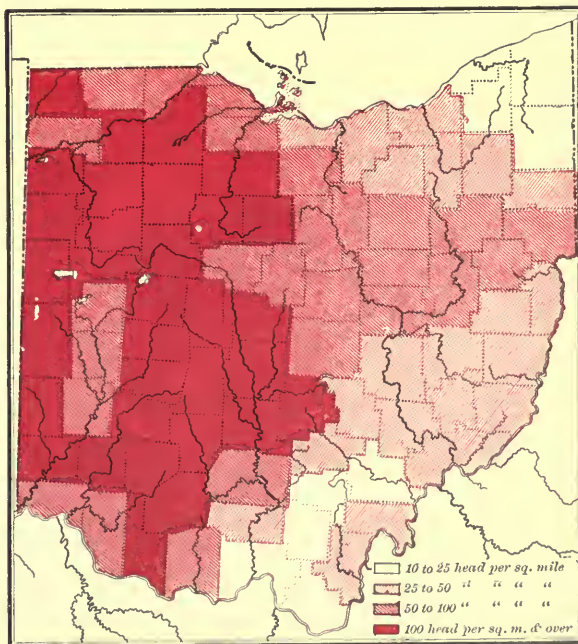 10 to 25 head per sq. mile
25 to 50 " " " "
50 to 100 " " " "
100 head per sq. m. & over